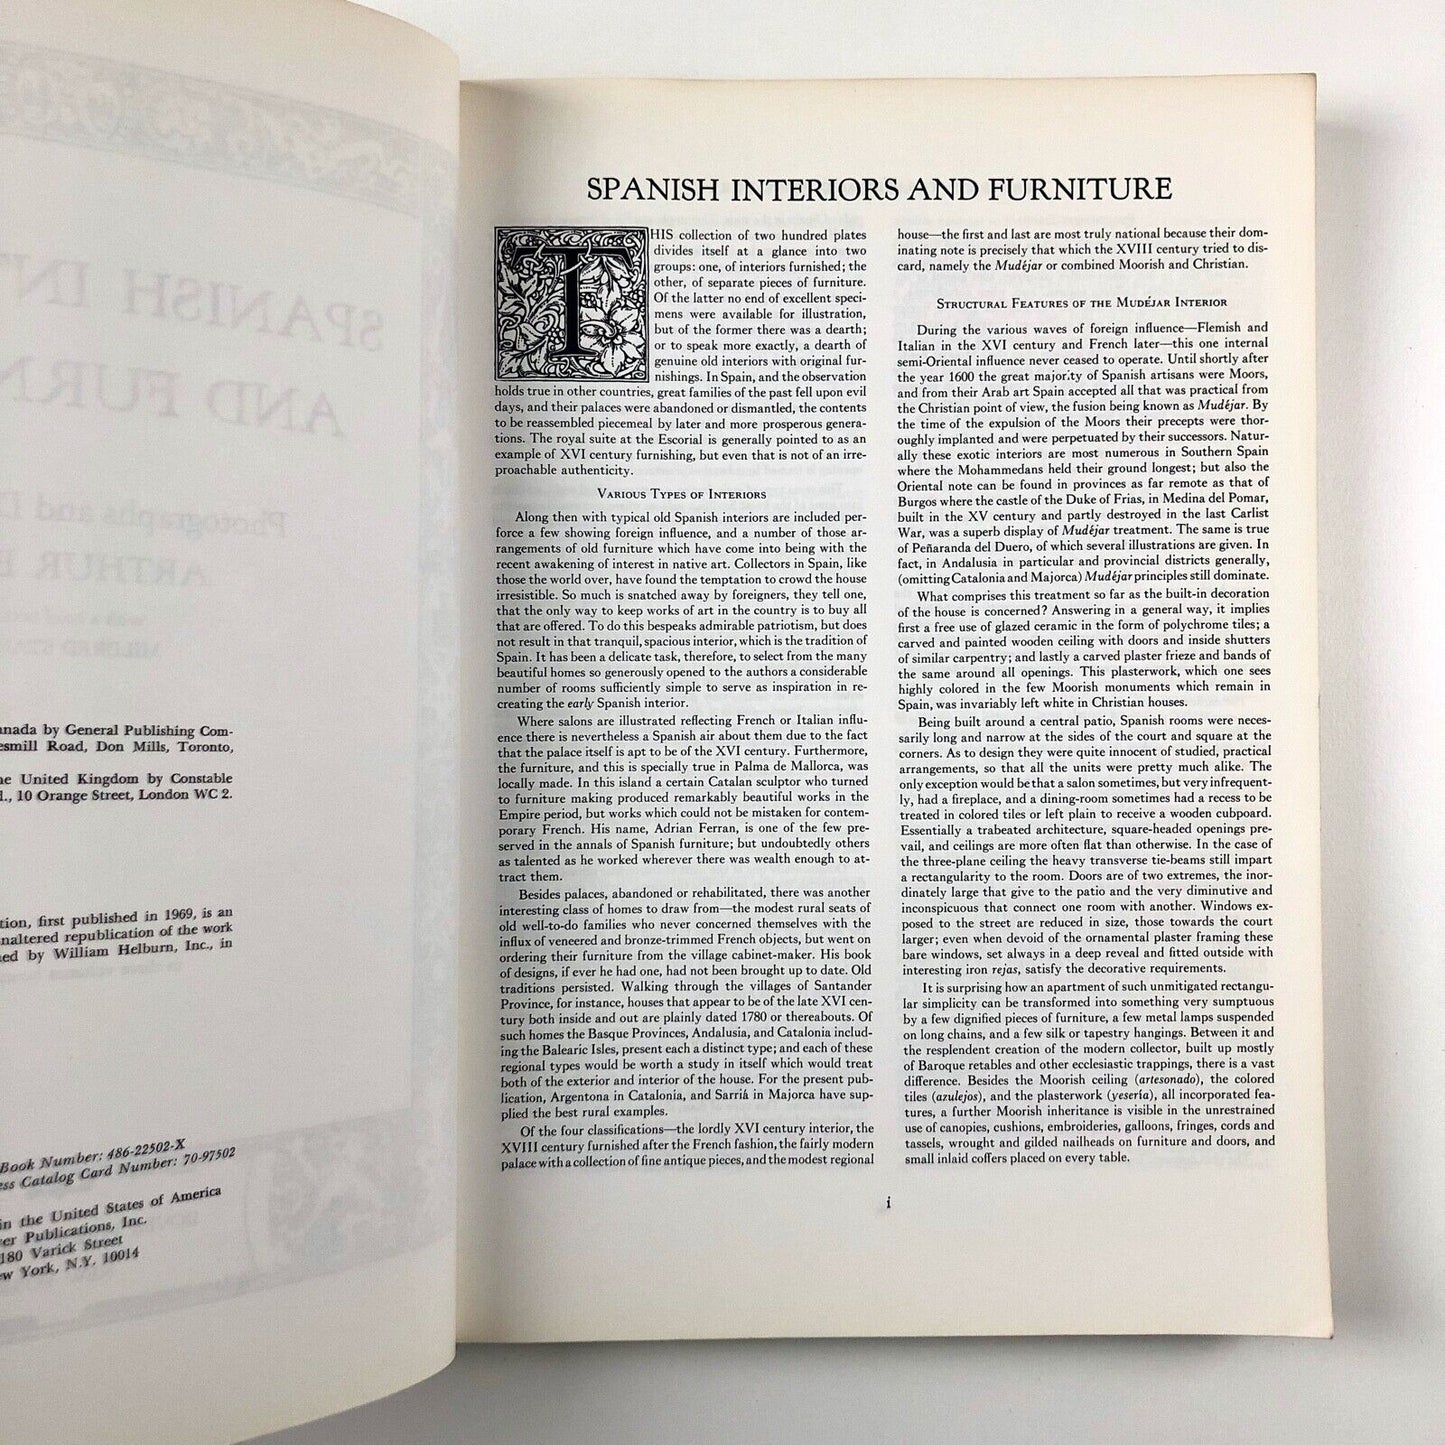 anada by General Publishing Com-
esmill Road, Don Mills, Toronto,
he United Kingdom by Constable
d., 10 Orange Street, London WC 2.
tion, first published in 1969, is an
naltered republication of the work
ed by William Helburn, Inc., in
Book Number: 486-22502-X
ess Catalog Card Number: 70-97502
in the United States of America
ver Publications, Inc.
180 Varick Street
ew York, N.Y. 10014
SPANISH INTERIORS AND FURNITURE
THIS collection of two hundred plates
divides itself at a glance into two
groups: one, of interiors furnished; the
other, of separate pieces of furniture.
Of the latter no end of excellent speci-
mens were available for illustration,
but of the former there was a dearth;
or to speak more exactly, a dearth of
genuine old interiors with original fur-
nishings. In Spain, and the observation
holds true in other countries, great families of the past fell upon evil
days, and their palaces were abandoned or dismantled, the contents
to be reassembled piecemeal by later and more prosperous genera-
tions. The royal suite at the Escorial is generally pointed to as an
example of XVI century furnishing, but even that is not of an irre-
proachable authenticity.
VARIOUS TYPES OF INTERIORS
Along then with typical old Spanish interiors are included per-
force a few showing foreign influence, and a number of those ar-
rangements of old furniture which have come into being with the
recent awakening of interest in native art. Collectors in Spain, like
those the world over, have found the temptation to crowd the house
irresistible. So much is snatched away by foreigners, they tell one,
that the only way to keep works of art in the country is to buy all
that are offered. To do this bespeaks admirable patriotism, but does
not result in that tranquil, spacious interior, which is the tradition of
Spain. It has been a delicate task, therefore, to select from the many
beautiful homes so generously opened to the authors a considerable
number of rooms sufficiently simple to serve as inspiration in re-
creating the early Spanish interior.
Where salons are illustrated reflecting French or Italian influ-
ence there is nevertheless a Spanish air about them due to the fact
that the palace itself is apt to be of the XVI century. Furthermore,
the furniture, and this is specially true in Palma de Mallorca, was
locally made. In this island a certain Catalan sculptor who turned
to furniture making produced remarkably beautiful works in the
Empire period, but works which could not be mistaken for contem-
porary French. His name, Adrian Ferran, is one of the few pre-
served in the annals of Spanish furniture; but undoubtedly others
as talented as he worked wherever there was wealth enough to at-
tract them.
Besides palaces, abandoned or rehabilitated, there was another
interesting class of homes to draw from—the modest rural seats of
old well-to-do families who never concerned themselves with the
influx of veneered and bronze-trimmed French objects, but went on
ordering their furniture from the village cabinet-maker. His book
of designs, if ever he had one, had not been brought up to date. Old
traditions persisted. Walking through the villages of Santander
Province, for instance, houses that appear to be of the late XVI cen-
tury both inside and out are plainly dated 1780 or thereabouts. Of
such homes the Basque Provinces, Andalusia, and Catalonia includ-
ing the Balearic Isles, present each a distinct type; and each of these
regional types would be worth a study in itself which would treat
both of the exterior and interior of the house. For the present pub-
lication, Argentona in Catalonia, and Sarriá in Majorca have sup-
plied the best rural examples.
Of the four classifications—the lordly XVI century interior, the
XVIII century furnished after the French fashion, the fairly modern
palace with a collection of fine antique pieces, and the modest regional
house—the first and last are most truly national because their dom-
inating note is precisely that which the XVIII century tried to dis-
card, namely the Mudéjar or combined Moorish and Christian.
STRUCTURAL FEATURES OF THE MUDÉJAR INTERIOR
During the various waves of foreign influence—Flemish and
Italian in the XVI century and French later—this one internal
semi-Oriental influence never ceased to operate. Until shortly after
the year 1600 the great majority of Spanish artisans were Moors,
and from their Arab art Spain accepted all that was practical from
the Christian point of view, the fusion being known as Mudéjar. By
the time of the expulsion of the Moors their precepts were thor-
oughly implanted and were perpetuated by their successors. Natur-
ally these exotic interiors are most numerous in Southern Spain
where the Mohammedans held their ground longest; but also the
Oriental note can be found in provinces as far remote as that of
Burgos where the castle of the Duke of Frias, in Medina del Pomar,
built in the XV century and partly destroyed in the last Carlist
War, was a superb display of Mudéjar treatment. The same is true
of Peñaranda del Duero, of which several illustrations are given. In
fact, in Andalusia in particular and provincial districts generally,
(omitting Catalonia and Majorca) Mudéjar principles still dominate.
What comprises this treatment so far as the built-in decoration
of the house is concerned? Answering in a general way, it implies
first a free use of glazed ceramic in the form of polychrome tiles; a
carved and painted wooden ceiling with doors and inside shutters
of similar carpentry; and lastly a carved plaster frieze and bands of
the same around all openings. This plasterwork, which one sees
highly colored in the few Moorish monuments which remain in
Spain, was invariably left white in Christian houses.
Being built around a central patio, Spanish rooms were neces-
sarily long and narrow at the sides of the court and square at the
corners. As to design they were quite innocent of studied, practical
arrangements, so that all the units were pretty much alike. The
only exception would be that a salon sometimes, but very infrequent-
ly, had a fireplace, and a dining-room sometimes had a recess to be
treated in colored tiles or left plain to receive a wooden cupboard.
Essentially a trabeated architecture, square-headed openings pre-
vail, and ceilings are more often flat than otherwise. In the case of
the three-plane ceiling the heavy transverse tie-beams still impart
a rectangularity to the room. Doors are of two extremes, the inor-
dinately large that give to the patio and the very diminutive and
inconspicuous that connect one room with another. Windows ex-
posed to the street are reduced in size, those towards the court
larger; even when devoid of the ornamental plaster framing these
bare windows, set always in a deep reveal and fitted outside with
interesting iron rejas, satisfy the decorative requirements.
It is surprising how an apartment of such unmitigated rectangu-
lar simplicity can be transformed into something very sumptuous
by a few dignified pieces of furniture, a few metal lamps suspended
on long chains, and a few silk or tapestry hangings. Between it and
the resplendent creation of the modern collector, built up mostly
of Baroque retables and other ecclesiastic trappings, there is a vast
difference. Besides the Moorish ceiling (artesonado), the colored
tiles (azulejos), and the plasterwork (yesería), all incorporated fea-
tures, a further Moorish inheritance is visible in the unrestrained
use of canopies, cushions, embroideries, galloons, fringes, cords and
tassels, wrought and gilded nailheads on furniture and doors, and
small inlaid coffers placed on every table.
i